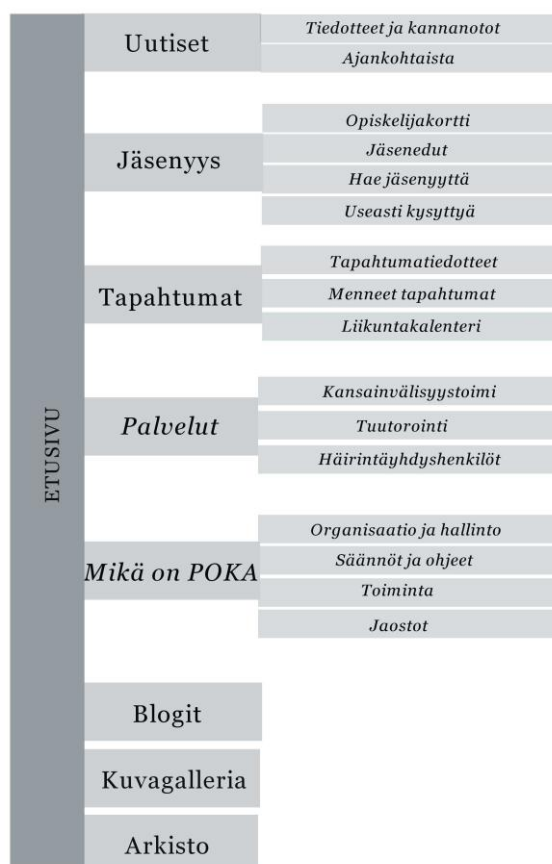 ETUSIVU
Uutiset
Tiedotteet ja kannanotot
Ajankohtaista
Jäsenyys
Opiskelijakortti
Jäsenedut
Hae jäsenyyttä
Useasti kysyttyä
Tapahtumat
Tapahtumatiedotteet
Menneet tapahtumat
Liikuntakalenteri
Palvelut
Kansainvälisyystoimi
Tuutorointi
Häirintäyhdyshenkilöt
Mikä on POKA
Organisaatio ja hallinto
Säännöt ja ohjeet
Toiminta
Jaostot
Blogit
Kuvagalleria
Arkisto